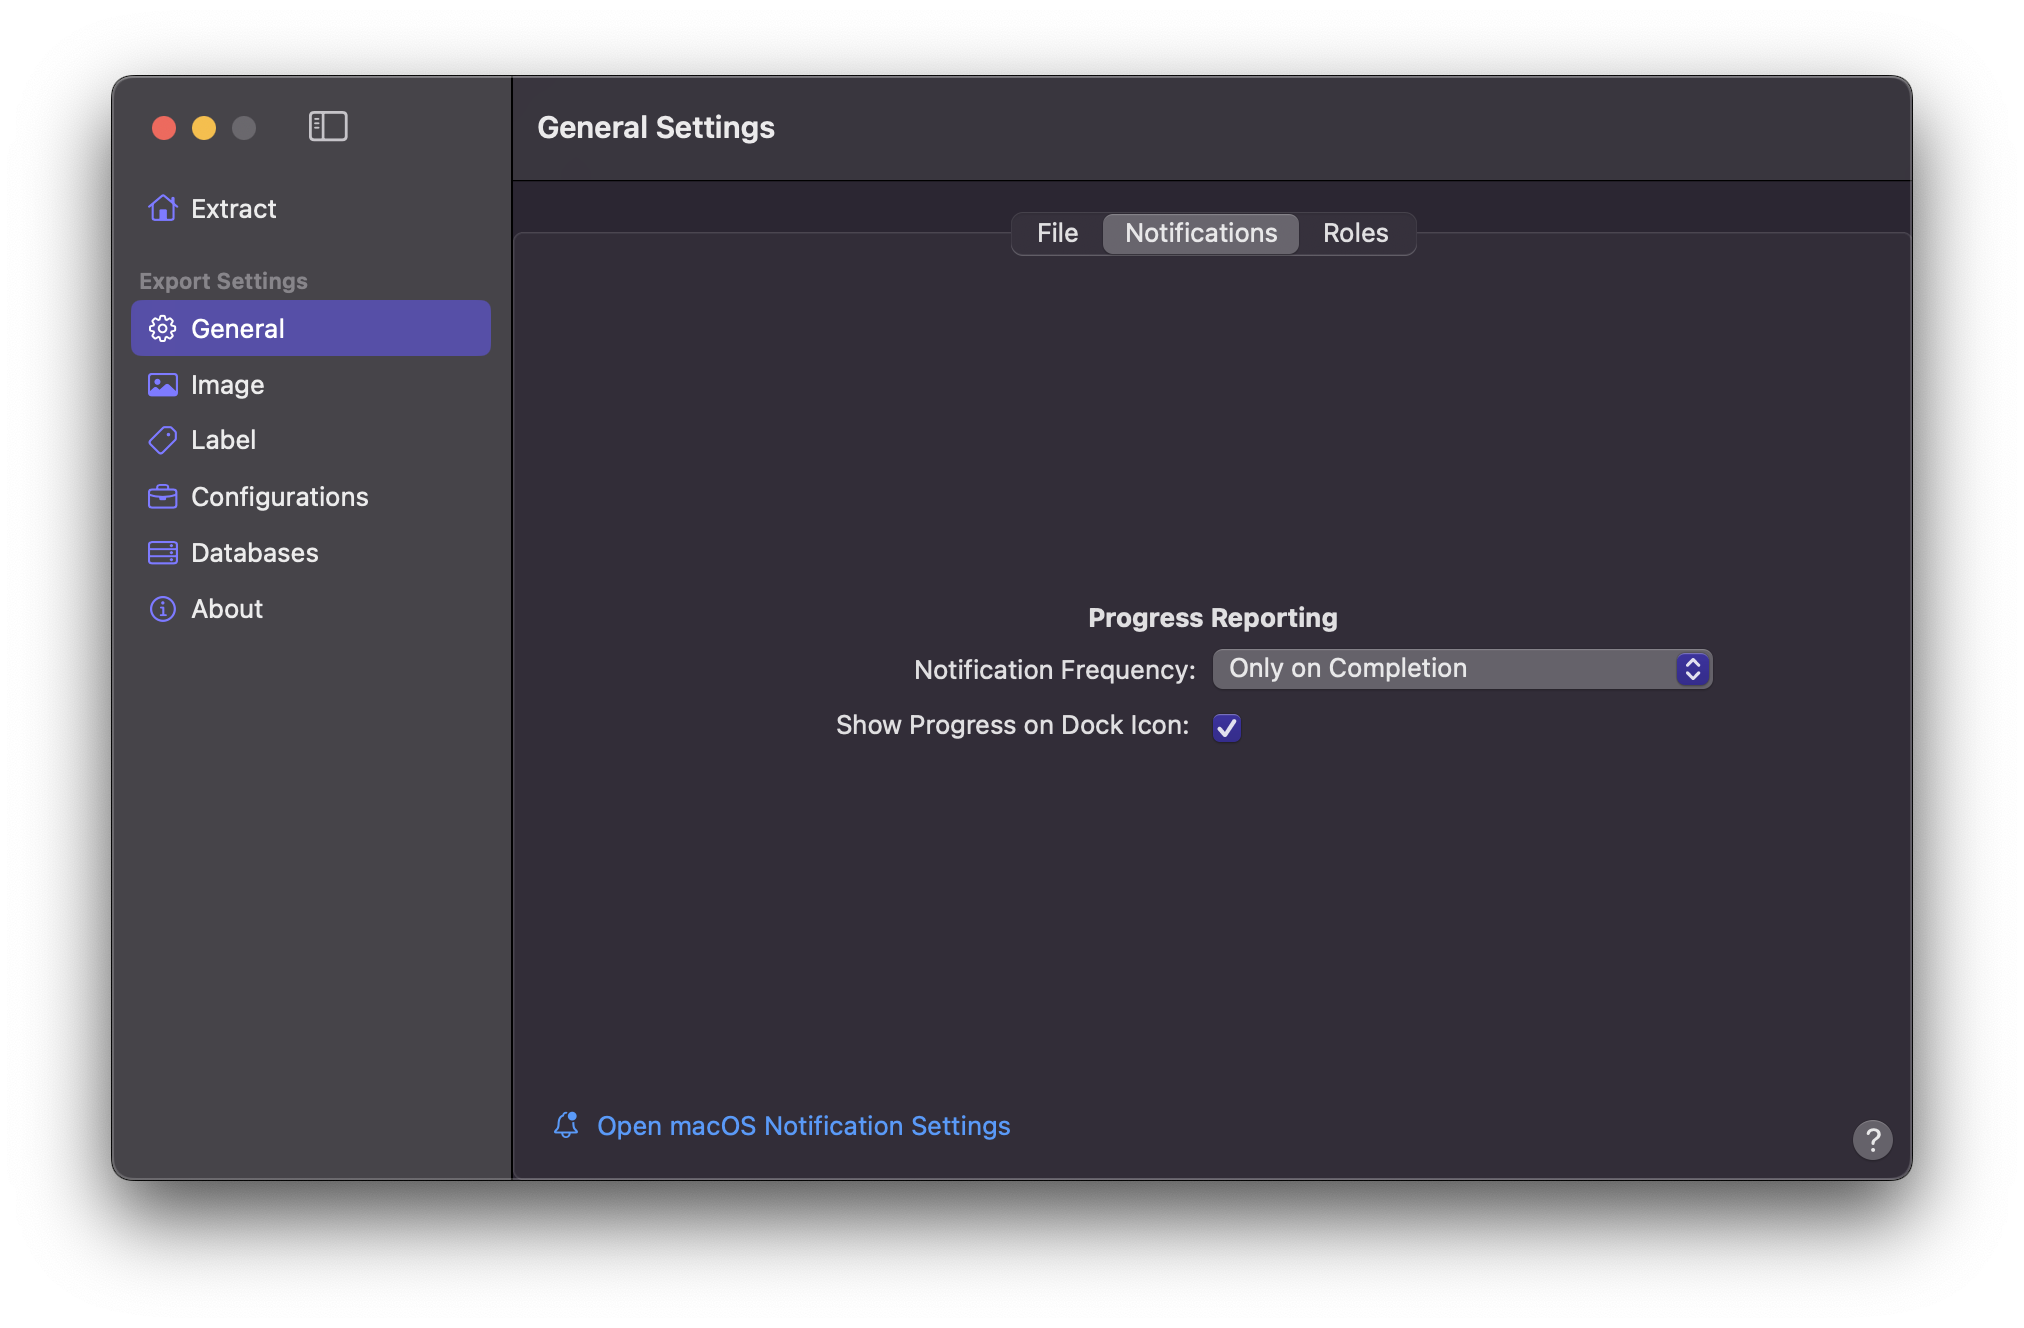 General Settings
Extract
Export Settings
General
Image
Label
Configurations
Databases
About
File Notifications Roles
Progress Reporting
Notification Frequency: Only on Completion
Show Progress on Dock Icon:
Open macOS Notification Settings
?